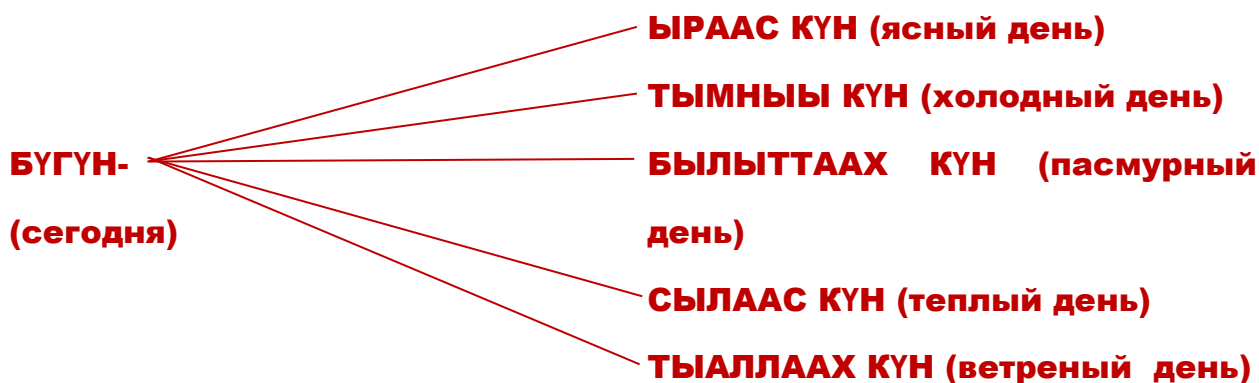 ЫРААС КҮН (ясный день)
ТЫМНЫЫ КҮН (холодный день)
БҮГҮН-
(сегодня)
БЫЛЫТТААХ КҮН (пасмурный
день)
СЫЛААС КҮН (теплый день)
ТЫАЛЛААХ КҮН (ветреный день)